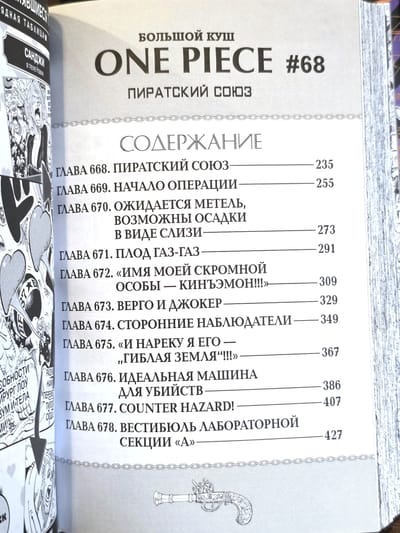 ЯДНАЯ ТАБЛИЦА
САНДЖИ
БОЛЬШОЙ КУШ
ONE PIECE #68
ПИРАТСКИЙ СОЮЗ
СОДЕРЖАНИЕ
ГЛАВА 668. ПИРАТСКИЙ СОЮЗ 235
ГЛАВА 669. НАЧАЛО ОПЕРАЦИИ 255
ГЛАВА 670. ОЖИДАЕТСЯ МЕТЕЛЬ,
ВОЗМОЖНЫ ОСАДКИ
В ВИДЕ СЛИЗИ 273
ГЛАВА 671. ПЛОД ГАЗ-ГАЗ 291
ГЛАВА 672. «ИМЯ МОЕЙ СКРОМНОЙ
ОСОБЫ — КИНЪЭМОН!!!» 309
ГЛАВА 673. ВЕРГО И ДЖОКЕР 329
ГЛАВА 674. СТОРОННИЕ НАБЛЮДАТЕЛИ 349
ГЛАВА 675. «И НАРЕКУ Я ЕГО —
„ГИБЛАЯ ЗЕМЛЯ“!!!» 367
ГЛАВА 676. ИДЕАЛЬНАЯ МАШИНА
ДЛЯ УБИЙСТВ 386
ГЛАВА 677. COUNTER HAZARD! 407
ГЛАВА 678. ВЕСТИБЮЛЬ ЛАБОРАТОРНОЙ
СЕКЦИИ «А» 427